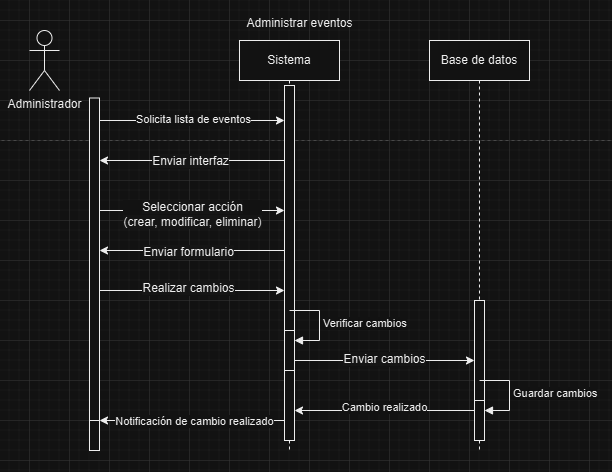 Administrar eventos
Sistema
Base de datos
Administrador
Solicita lista de eventos
Enviar interfaz
Seleccionar acción
(crear, modificar, eliminar)
Enviar formulario
Realizar cambios
Verificar cambios
Enviar cambios
Guardar cambios
Cambio realizado
Notificación de cambio realizado